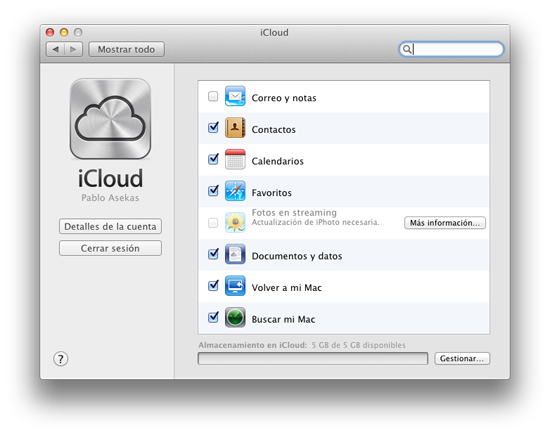 iCloud
Mostrar todo
iCloud
Pablo Asekas
Detalles de la cuenta
Cerrar sesión
?
Correo y notas
Contactos
Calendarios
Favoritos
Fotos en streaming
Actualización de iPhoto necesaria.
Más información...
Documentos y datos
Volver a mi Mac
Buscar mi Mac
Almacenamiento en iCloud: 5 GB de 5 GB disponibles
Gestionar...